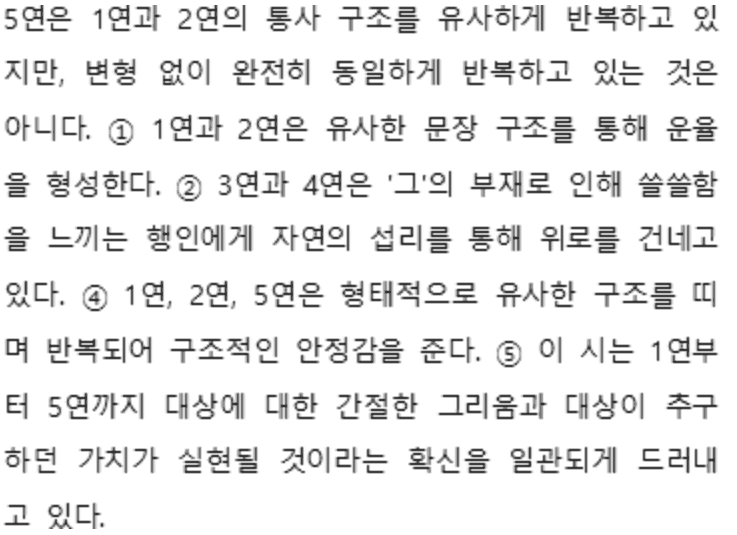 5연은 1연과 2연의 통사 구조를 유사하게 반복하고 있
지만, 변형 없이 완전히 동일하게 반복하고 있는 것은
아니다. ① 1연과 2연은 유사한 문장 구조를 통해 운율
을 형성한다. ② 3연과 4연은 '그'의 부재로 인해 쓸쓸함
을 느끼는 행인에게 자연의 섭리를 통해 위로를 건네고
있다. ④ 1연, 2연, 5연은 형태적으로 유사한 구조를 띠
며 반복되어 구조적인 안정감을 준다. ⑤ 이 시는 1연부
터 5연까지 대상에 대한 간절한 그리움과 대상이 추구
하던 가치가 실현될 것이라는 확신을 일관되게 드러내
고 있다.